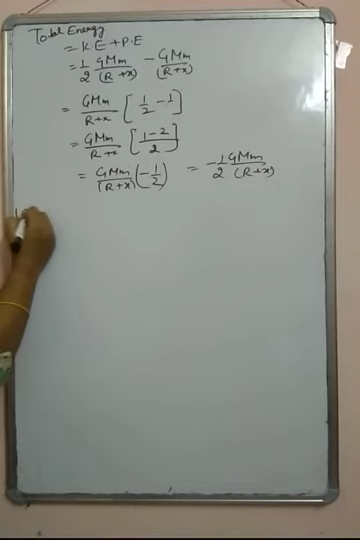 Total Energy
= K.E + P.E
= 1/2 GMm/(R+x) - GMm/(R+x)
= GMm/R+x [1/2 - 1]
= GMm/R+x [1-2/2]
= GMm/(R+x) (-1/2) = -1/2 GMm/(R+x)